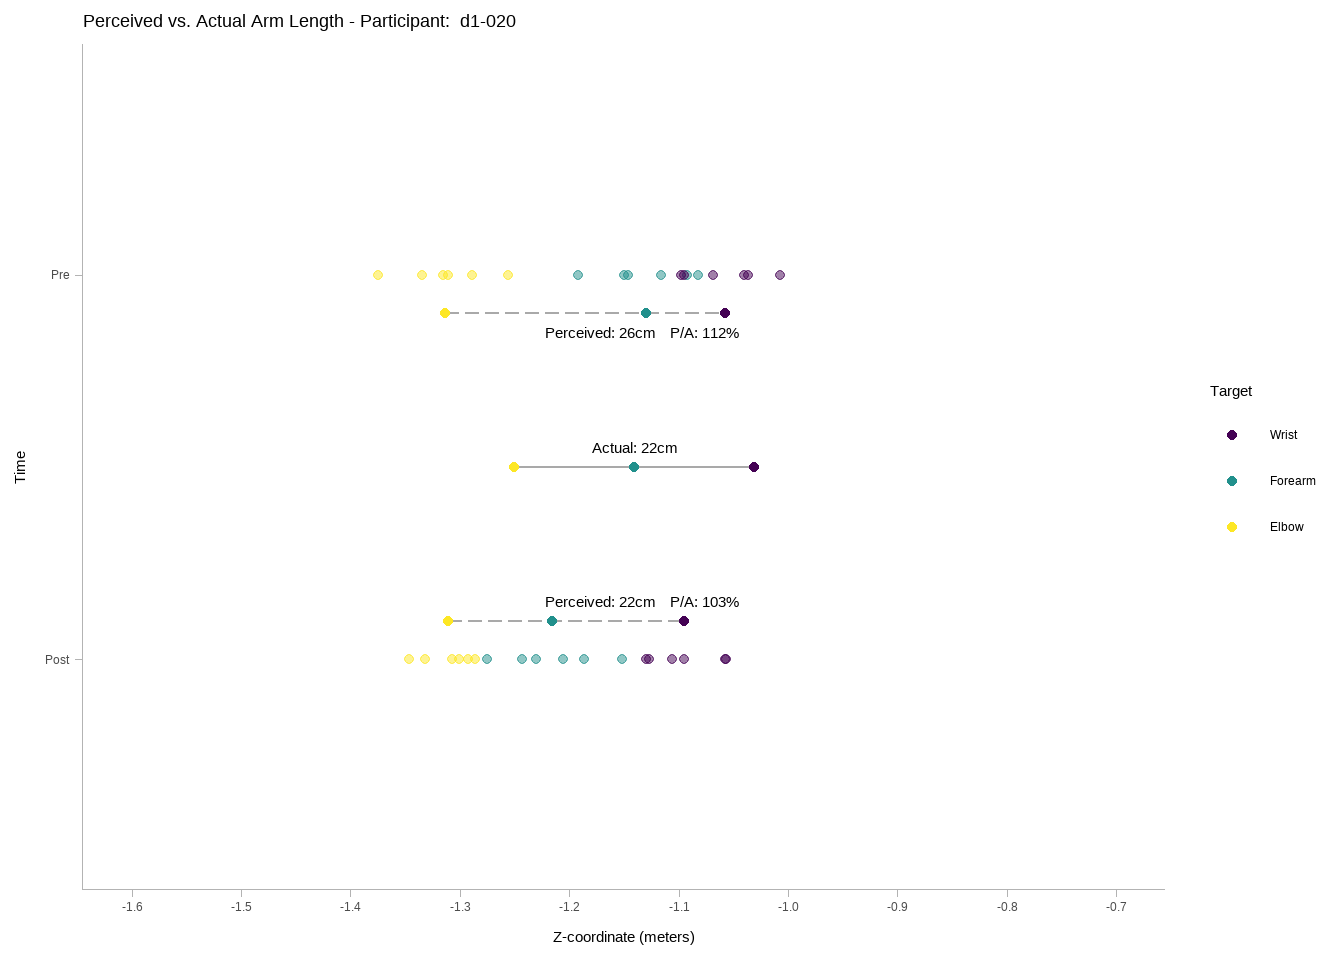 Perceived vs. Actual Arm Length - Participant:  d1-020
Pre
Perceived: 26cm   P/A: 112%
Actual: 22cm
Time
Perceived: 22cm   P/A: 103%
Post
-1.6 -1.5 -1.4 -1.3 -1.2 -1.1 -1.0 -0.9 -0.8 -0.7
Z-coordinate (meters)
Target
Wrist
Forearm
Elbow